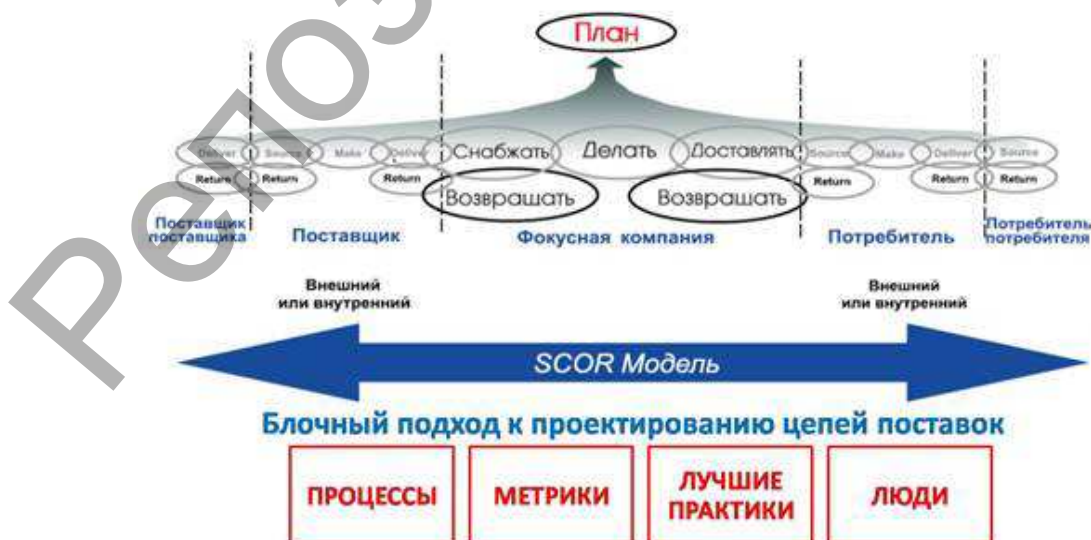 План
Deliver Source Make Deliver Снабжать Делать Доставлять Source Make Deliver Source
Return Return Return Возвращать Возвращать Return Return Return
Поставщик поставщика
Поставщик
Фокусная компания
Потребитель
Потребитель потребителя
Внешний
или внутренний
Внешний
или внутренний
SCOR Модель
Блочный подход к проектированию цепей поставок
ПРОЦЕССЫ
МЕТРИКИ
ЛУЧШИЕ
ПРАКТИКИ
ЛЮДИ